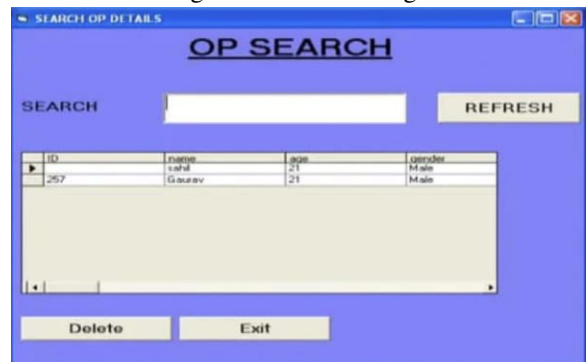 SEARCH OP DETAILS
OP SEARCH
SEARCH REFRESH
ID name age gender
sahil 21 Male
257 Gaurav 21 Male
Delete Exit